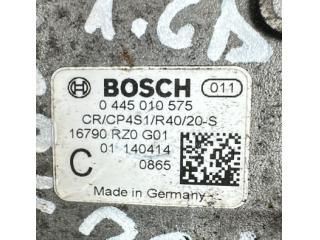 BOSCH 011
0 445 010 575
CR/CP4S1/R40/20-S
16790 RZ0 G01
01 140414
C 0865
Made in Germany